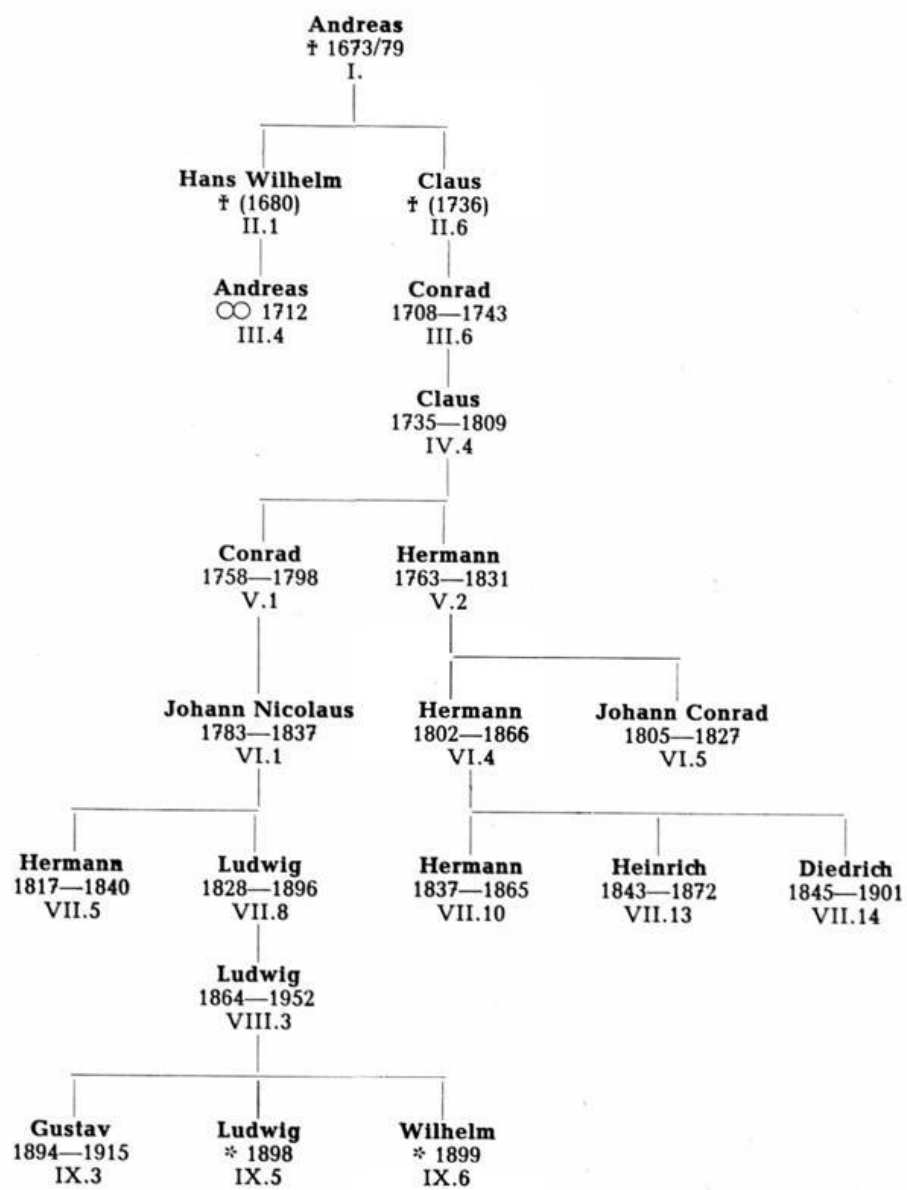 Andreas
† 1673/79
I.
Hans Wilhelm
† (1680)
II.1
Claus
† (1736)
II.6
Andreas
⚭ 1712
III.4
Conrad
1708—1743
III.6
Claus
1735—1809
IV.4
Conrad
1758—1798
V.1
Hermann
1763—1831
V.2
Johann Nicolaus
1783—1837
VI.1
Hermann
1802—1866
VI.4
Johann Conrad
1805—1827
VI.5
Hermann
1817—1840
VII.5
Ludwig
1828—1896
VII.8
Hermann
1837—1865
VII.10
Heinrich
1843—1872
VII.13
Diedrich
1845—1901
VII.14
Ludwig
1864—1952
VIII.3
Gustav
1894—1915
IX.3
Ludwig
* 1898
IX.5
Wilhelm
* 1899
IX.6